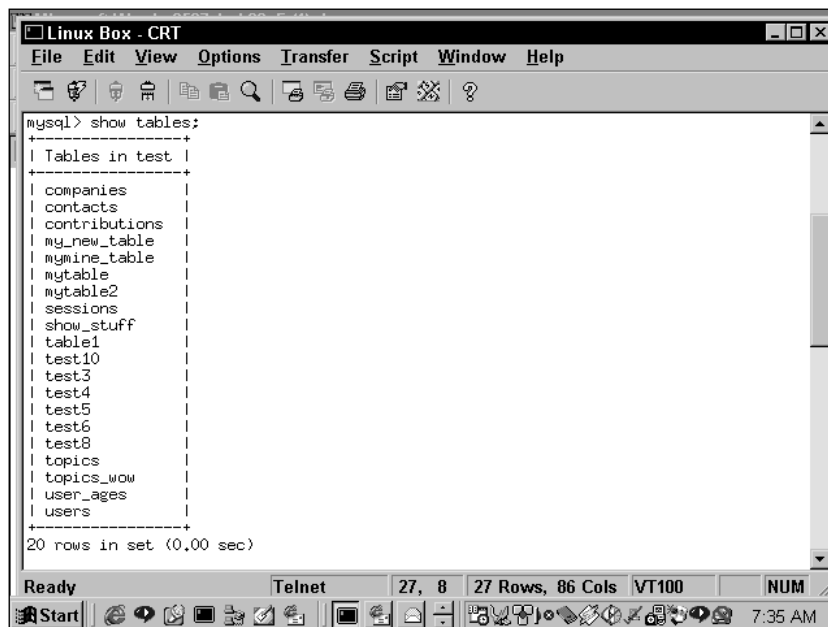 Linux Box - CRT
File Edit View Options Transfer Script Window Help
mysql> show tables;
+----------------+
| Tables in test |
+----------------+
| companies      |
| contacts       |
| contributions  |
| my_new_table   |
| mymine_table   |
| mytable        |
| mytable2       |
| sessions       |
| show_stuff     |
| table1         |
| test10         |
| test3          |
| test4          |
| test5          |
| test6          |
| test8          |
| topics         |
| topics_wow     |
| user_ages      |
| users          |
+----------------+
20 rows in set (0.00 sec)
Ready Telnet 27, 8 27 Rows, 86 Cols VT100 NUM
Start 7:35 AM